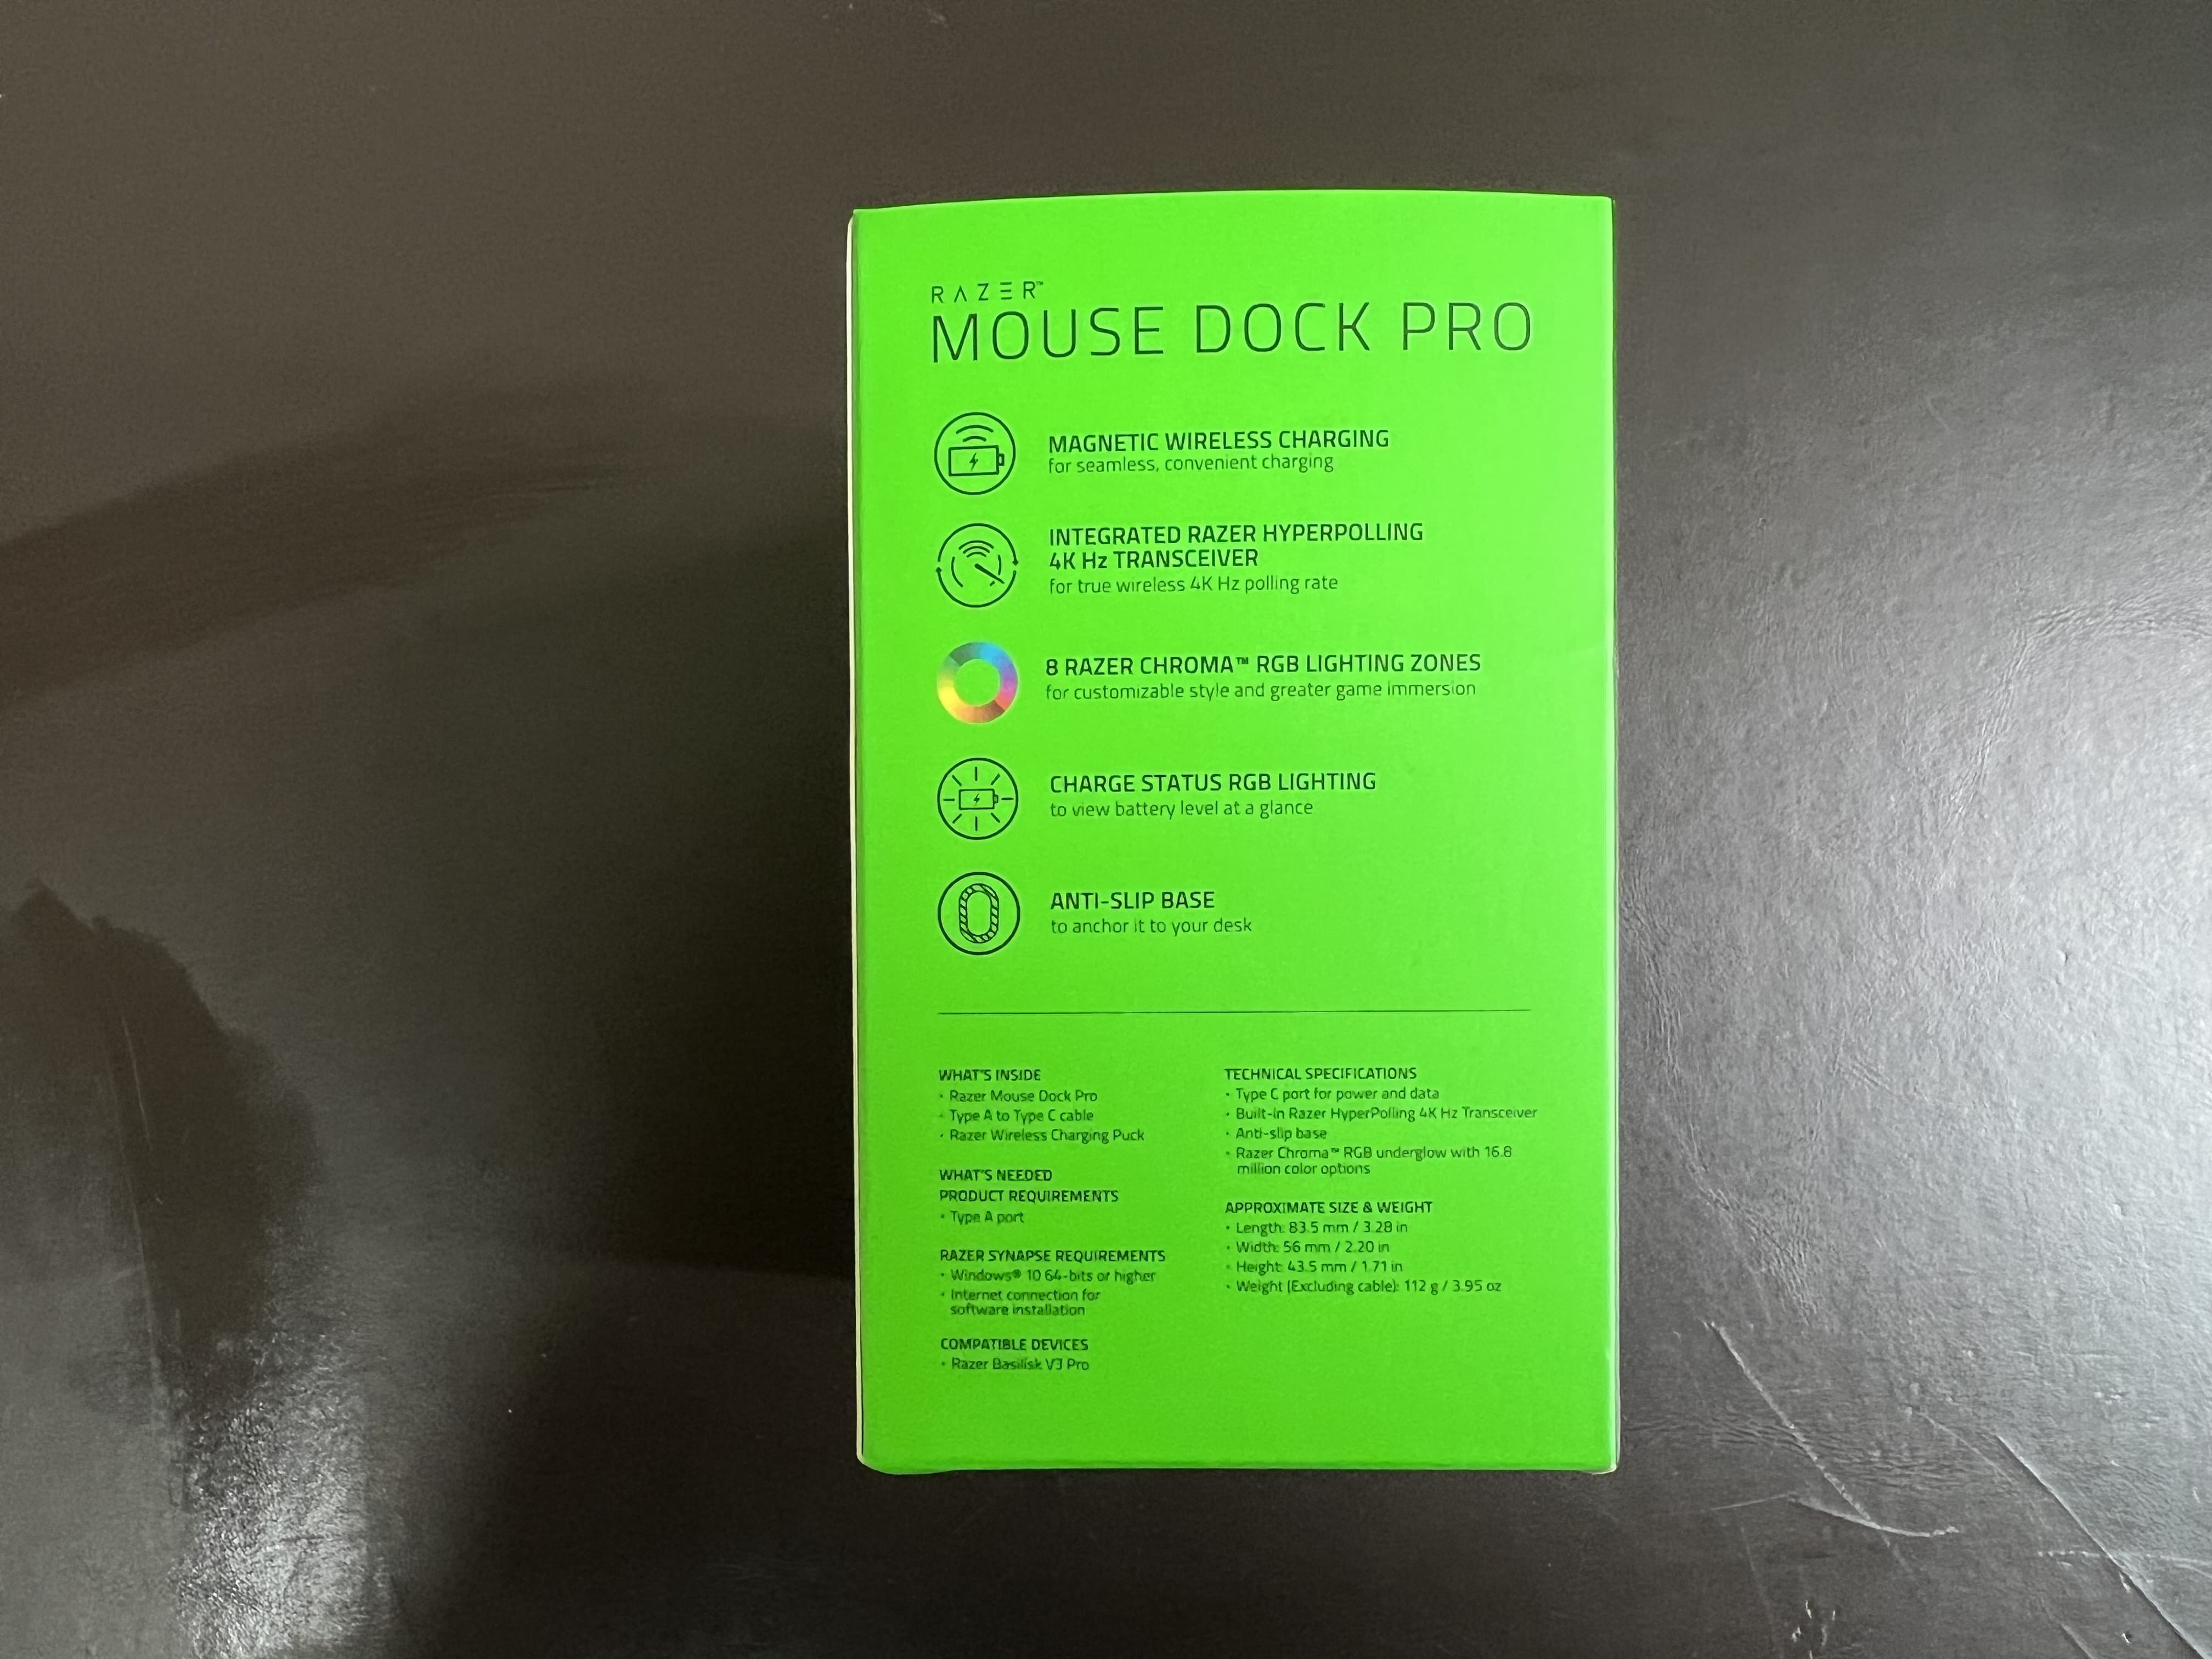 RAZER™
MOUSE DOCK PRO
MAGNETIC WIRELESS CHARGING
for seamless, convenient charging
INTEGRATED RAZER HYPERPOLLING
4K Hz TRANSCEIVER
for true wireless 4K Hz polling rate
8 RAZER CHROMA™ RGB LIGHTING ZONES
for customizable style and greater game immersion
CHARGE STATUS RGB LIGHTING
to view battery level at a glance
ANTI-SLIP BASE
to anchor it to your desk
WHAT'S INSIDE
• Razer Mouse Dock Pro
• Type A to Type C cable
• Razer Wireless Charging Puck
WHAT'S NEEDED
PRODUCT REQUIREMENTS
• Type A port
RAZER SYNAPSE REQUIREMENTS
• Windows® 10 64-bits or higher
• Internet connection for
software installation
COMPATIBLE DEVICES
• Razer Basilisk V3 Pro
TECHNICAL SPECIFICATIONS
• Type C port for power and data
• Built-in Razer HyperPolling 4K Hz Transceiver
• Anti-slip base
• Razer Chroma™ RGB underglow with 16.8
million color options
APPROXIMATE SIZE & WEIGHT
• Length: 83.5 mm / 3.28 in
• Width: 56 mm / 2.20 in
• Height: 43.5 mm / 1.71 in
• Weight (Excluding cable): 112 g / 3.95 oz